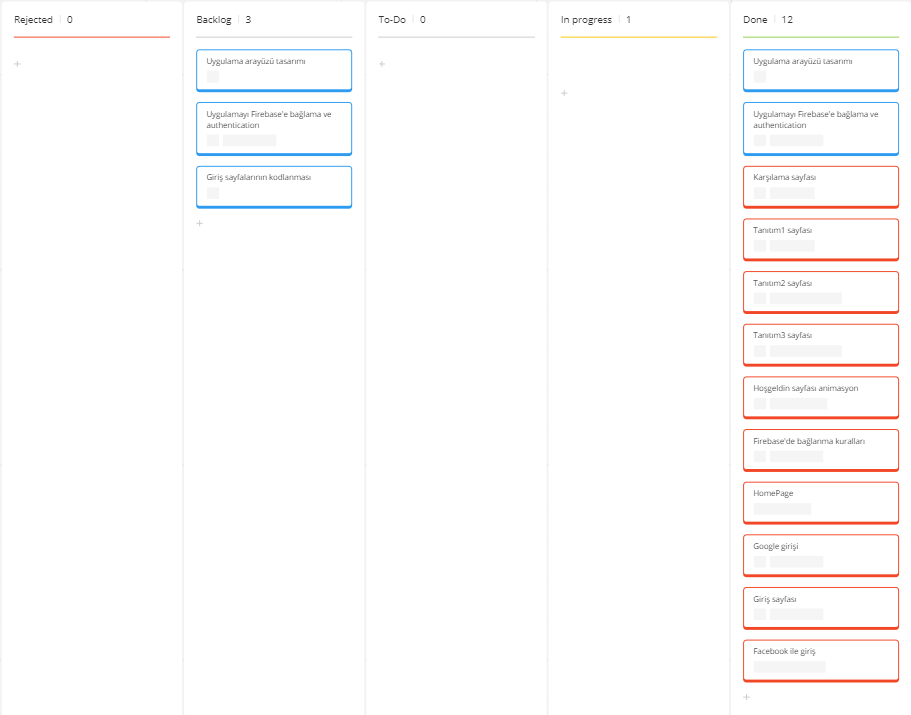 Rejected 0
+
Backlog 3
Uygulama arayüzü tasarımı
Uygulamayı Firebase'e bağlama ve
authentication
Giriş sayfalarının kodlanması
+
To-Do 0
+
In progress 1
+
Done 12
Uygulama arayüzü tasarımı
Uygulamayı Firebase'e bağlama ve
authentication
Karşılama sayfası
Tanıtım1 sayfası
Tanıtım2 sayfası
Tanıtım3 sayfası
Hoşgeldin sayfası animasyon
Firebase'de bağlanma kuralları
HomePage
Google girişi
Giriş sayfası
Facebook ile giriş
+